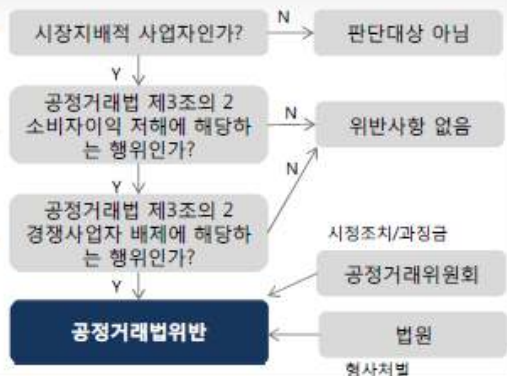 시장지배적 사업자인가?
N
판단대상 아님
Y
공정거래법 제3조의 2
소비자이익 저해에 해당하
는 행위인가?
N
위반사항 없음
N
Y
공정거래법 제3조의 2
경쟁사업자 배제에 해당하
는 행위인가?
시정조치/과징금
공정거래위원회
Y
공정거래법위반
법원
형사처벌